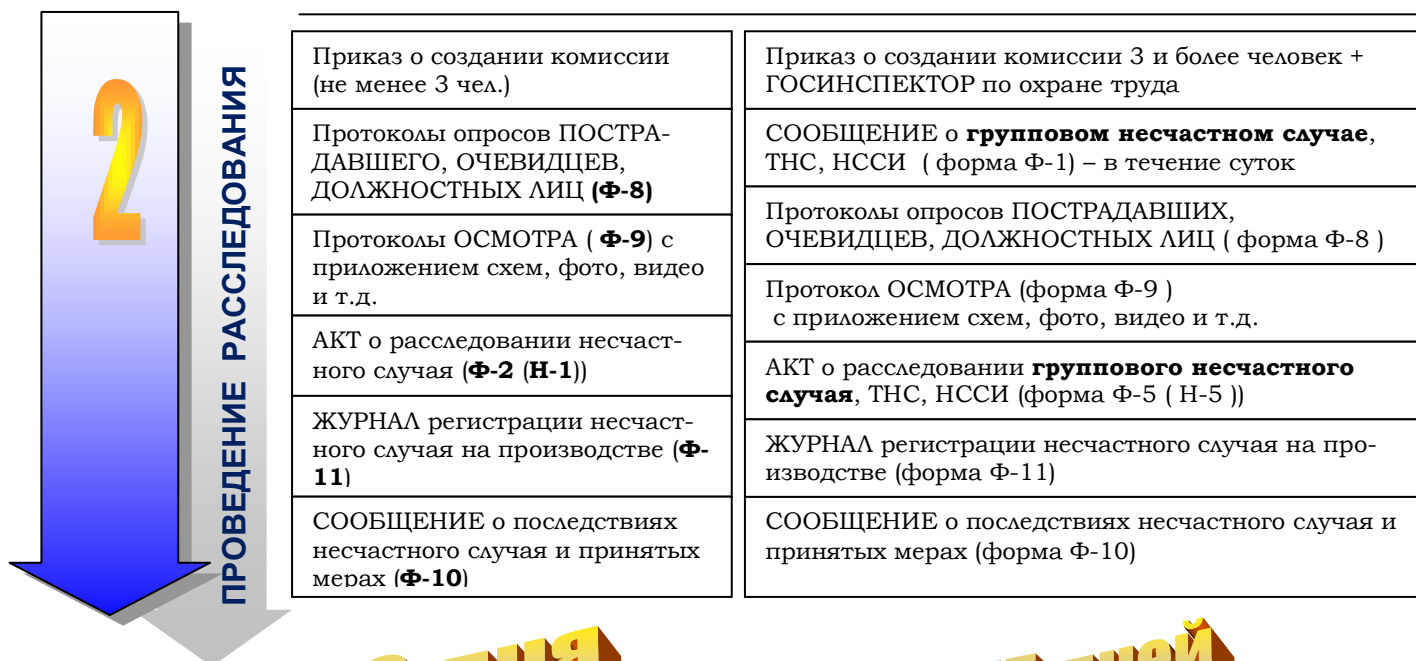 2
ПРОВЕДЕНИЕ РАССЛЕДОВАНИЯ
Приказ о создании комиссии
(не менее 3 чел.)
Протоколы опросов ПОСТРА-
ДАВШЕГО, ОЧЕВИДЦЕВ,
ДОЛЖНОСТНЫХ ЛИЦ (Ф-8)
Протоколы ОСМОТРА ( Ф-9) с
приложением схем, фото, видео
и т.д.
АКТ о расследовании несчаст-
ного случая (Ф-2 (Н-1))
ЖУРНАЛ регистрации несчаст-
ного случая на производстве (Ф-
11)
СООБЩЕНИЕ о последствиях
несчастного случая и принятых
мерах (Ф-10)
Приказ о создании комиссии 3 и более человек +
ГОСИНСПЕКТОР по охране труда
СООБЩЕНИЕ о групповом несчастном случае,
ТНС, НССИ ( форма Ф-1) – в течение суток
Протоколы опросов ПОСТРАДАВШИХ,
ОЧЕВИДЦЕВ, ДОЛЖНОСТНЫХ ЛИЦ ( форма Ф-8 )
Протокол ОСМОТРА (форма Ф-9 )
с приложением схем, фото, видео и т.д.
АКТ о расследовании группового несчастного
случая, ТНС, НССИ (форма Ф-5 ( Н-5 ))
ЖУРНАЛ регистрации несчастного случая на про-
изводстве (форма Ф-11)
СООБЩЕНИЕ о последствиях несчастного случая и
принятых мерах (форма Ф-10)